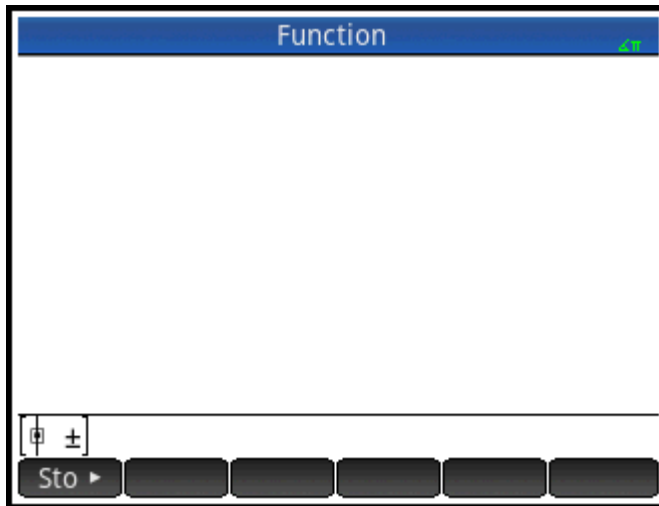 Function
∡π
[⊡ ±]
Sto ►